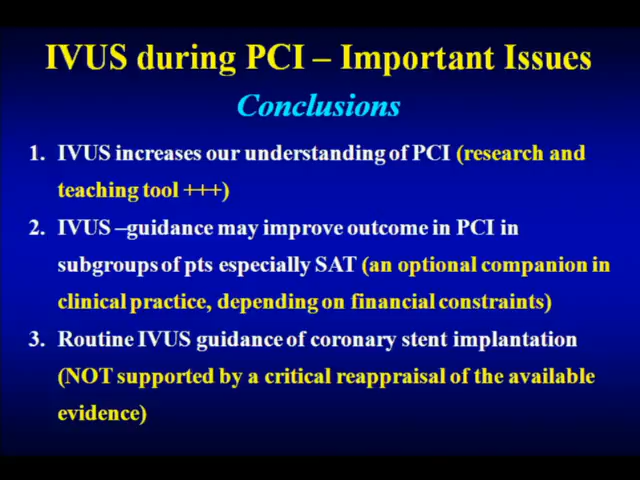 IVUS during PCI – Important Issues
Conclusions
1. IVUS increases our understanding of PCI (research and
teaching tool +++)
2. IVUS –guidance may improve outcome in PCI in
subgroups of pts especially SAT (an optional companion in
clinical practice, depending on financial constraints)
3. Routine IVUS guidance of coronary stent implantation
(NOT supported by a critical reappraisal of the available
evidence)